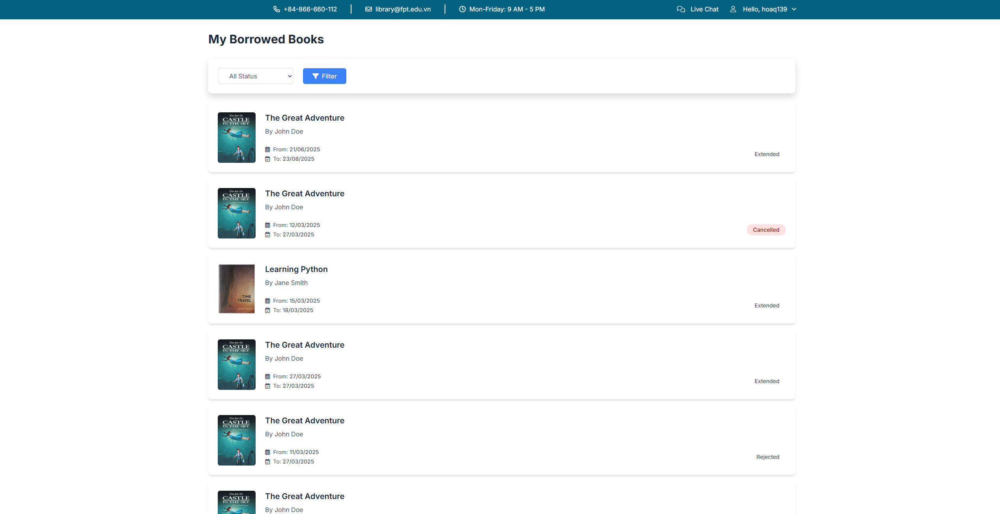 +84-866-660-112 library@fpt.edu.vn Mon-Friday: 9 AM - 5 PM Live Chat Hello, hoaq139
My Borrowed Books
All Status Filter
THE ART OF
CASTLE
IN THE SKY
The Great Adventure
By John Doe
From: 21/06/2025
To: 23/08/2025
Extended
THE ART OF
CASTLE
IN THE SKY
The Great Adventure
By John Doe
From: 12/03/2025
To: 27/03/2025
Cancelled
TIME
TRAVEL
Learning Python
By Jane Smith
From: 15/03/2025
To: 18/03/2025
Extended
THE ART OF
CASTLE
IN THE SKY
The Great Adventure
By John Doe
From: 27/03/2025
To: 27/03/2025
Extended
THE ART OF
CASTLE
IN THE SKY
The Great Adventure
By John Doe
From: 11/03/2025
To: 27/03/2025
Rejected
THE ART OF
CASTLE
IN THE SKY
The Great Adventure
By John Doe